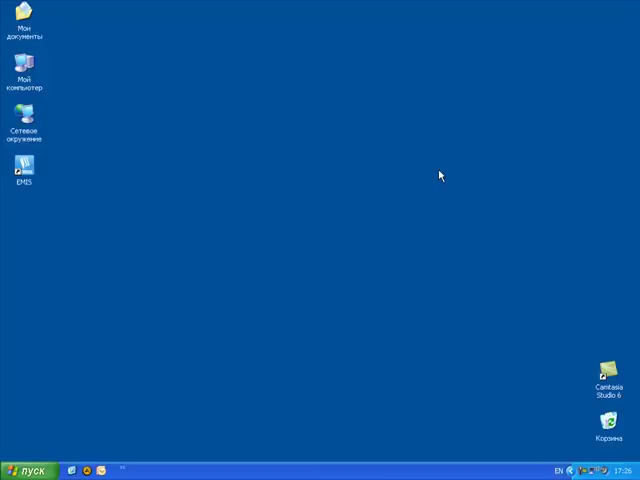 Мои
документы
Мой
компьютер
Сетевое
окружение
EMIS
Camtasia
Studio 6
Корзина
пуск
EN
17:26